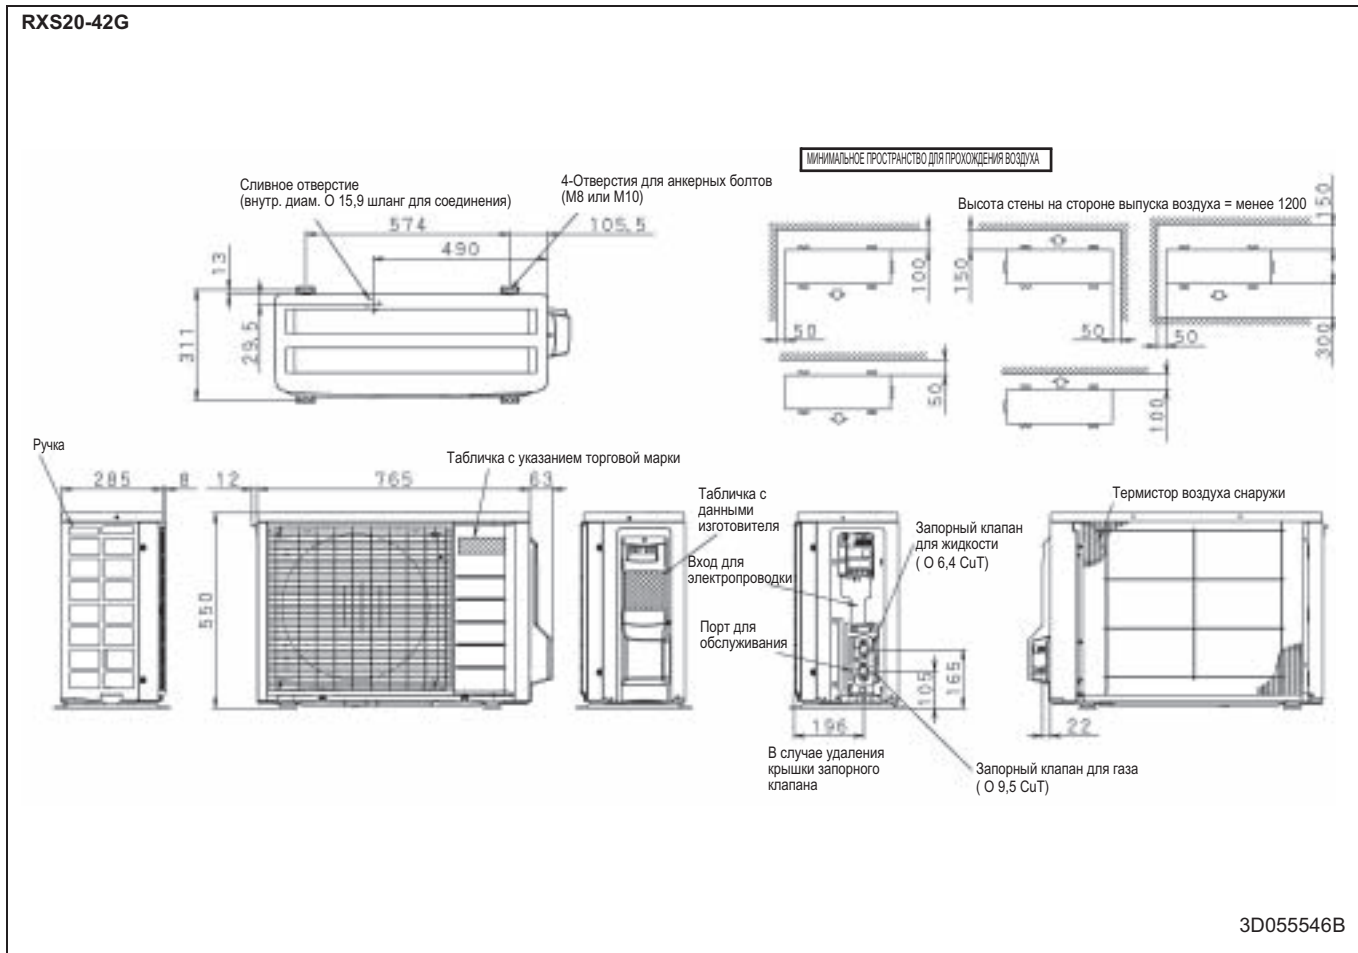 RXS20-42G
МИНИМАЛЬНОЕ ПРОСТРАНСТВО ДЛЯ ПРОХОЖДЕНИЯ ВОЗДУХА
Сливное отверстие
(внутр. диам. О 15,9 шланг для соединения)
4-Отверстия для анкерных болтов
(М8 или М10)
Высота стены на стороне выпуска воздуха = менее 1200
574
105,5
490
13
311
29,5
100
150
150
50
50
50
300
50
100
Ручка
285
8
12
765
63
550
Табличка с указанием торговой марки
Табличка с
данными
изготовителя
Вход для
электропроводки
Порт для
обслуживания
Запорный клапан
для жидкости
( О 6,4 CuT)
Термистор воздуха снаружи
105
165
196
22
В случае удаления
крышки запорного
клапана
Запорный клапан для газа
( О 9,5 CuT)
3D055546B